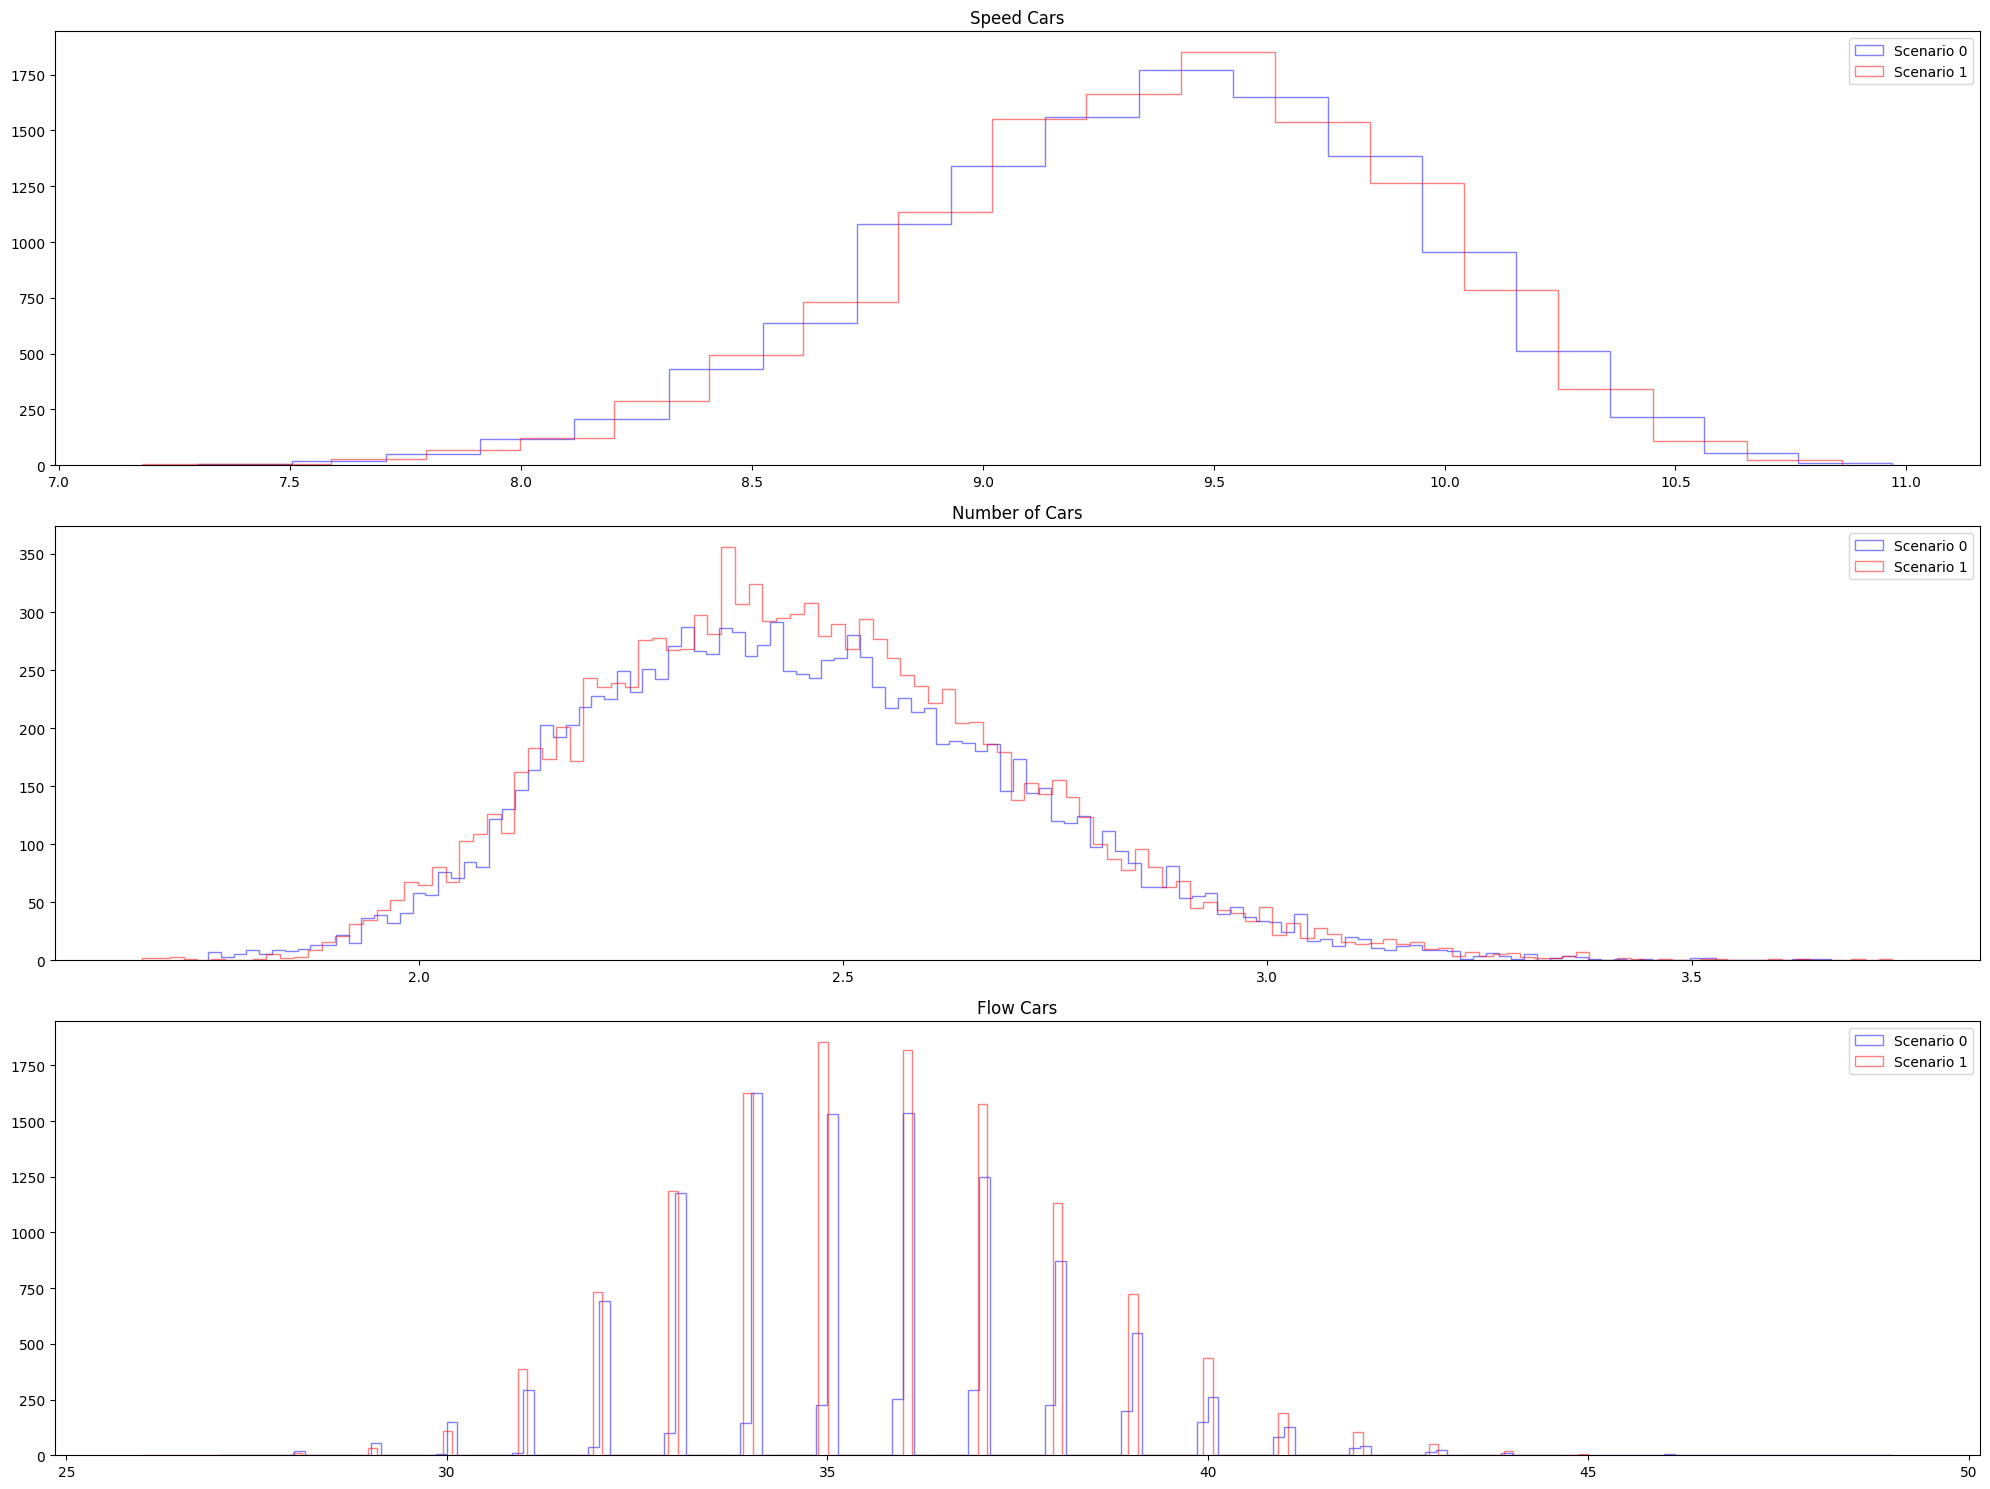 Speed Cars
Scenario 0
Scenario 1
1750
1500
1250
1000
750
500
250
0
7.0 7.5 8.0 8.5 9.0 9.5 10.0 10.5 11.0
Number of Cars
Scenario 0
Scenario 1
350
300
250
200
150
100
50
0
2.0 2.5 3.0 3.5
Flow Cars
Scenario 0
Scenario 1
1750
1500
1250
1000
750
500
250
0
25 30 35 40 45 50